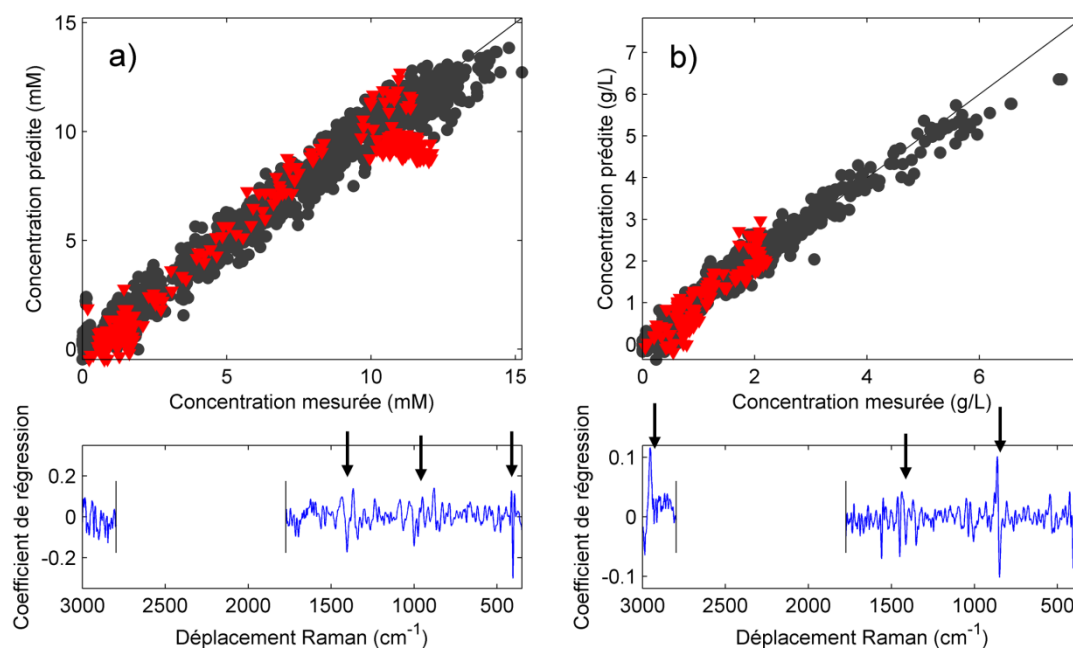 a)
15
10
5
0
Concentration prédite (mM)
0 5 10 15
Concentration mesurée (mM)
b)
7
6
5
4
3
2
1
0
Concentration prédite (g/L)
0 2 4 6
Concentration mesurée (g/L)
Coefficient de régression
0.2
0
-0.2
3000 2500 2000 1500 1000 500
Déplacement Raman (cm⁻¹)
Coefficient de régression
0.1
0
-0.1
3000 2500 2000 1500 1000 500
Déplacement Raman (cm⁻¹)